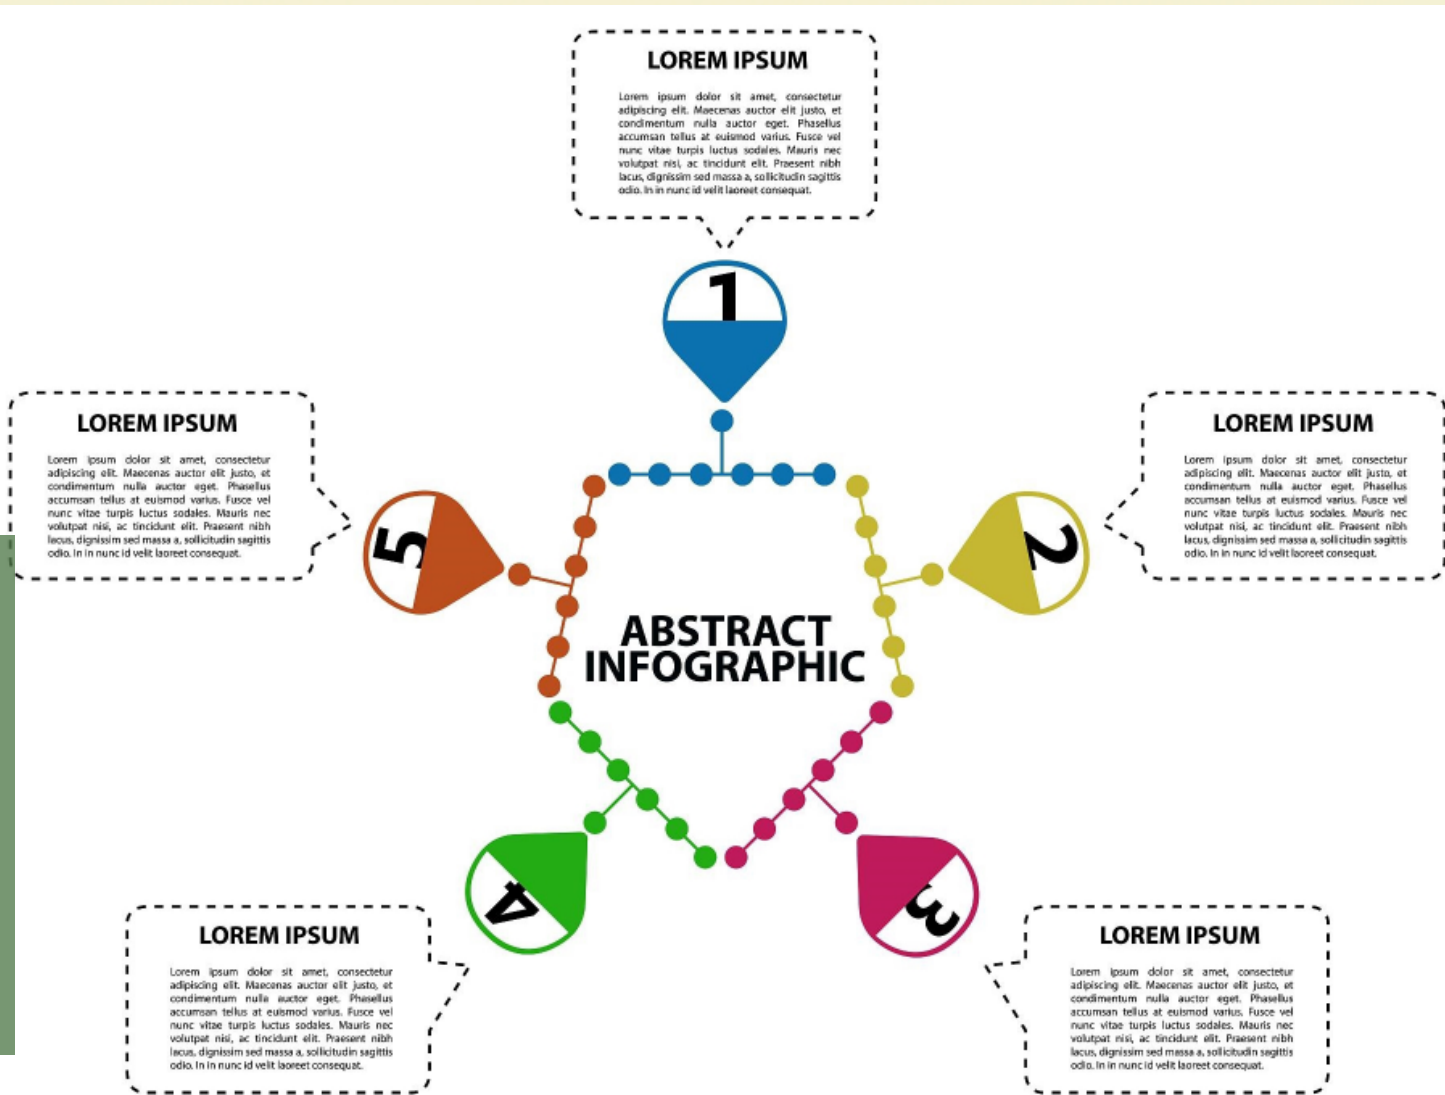 LOREM IPSUM
Lorem ipsum dolor sit amet, consectetur
adipiscing elit. Maecenas auctor elit justo, et
condimentum nulla auctor eget. Phasellus
accumsan tellus at euismod varius. Fusce vel
nunc vitae turpis luctus sodales. Mauris nec
volutpat nisi, ac tincidunt elit. Praesent nibh
lacus, dignissim sed massa a, sollicitudin sagittis
odio. In in nunc id velit laoreet consequat.
1
LOREM IPSUM
Lorem ipsum dolor sit amet, consectetur
adipiscing elit. Maecenas auctor elit justo, et
condimentum nulla auctor eget. Phasellus
accumsan tellus at euismod varius. Fusce vel
nunc vitae turpis luctus sodales. Mauris nec
volutpat nisi, ac tincidunt elit. Praesent nibh
lacus, dignissim sed massa a, sollicitudin sagittis
odio. In in nunc id velit laoreet consequat.
5
2
LOREM IPSUM
Lorem ipsum dolor sit amet, consectetur
adipiscing elit. Maecenas auctor elit justo, et
condimentum nulla auctor eget. Phasellus
accumsan tellus at euismod varius. Fusce vel
nunc vitae turpis luctus sodales. Mauris nec
volutpat nisi, ac tincidunt elit. Praesent nibh
lacus, dignissim sed massa a, sollicitudin sagittis
odio. In in nunc id velit laoreet consequat.
ABSTRACT
INFOGRAPHIC
4
3
LOREM IPSUM
Lorem ipsum dolor sit amet, consectetur
adipiscing elit. Maecenas auctor elit justo, et
condimentum nulla auctor eget. Phasellus
accumsan tellus at euismod varius. Fusce vel
nunc vitae turpis luctus sodales. Mauris nec
volutpat nisi, ac tincidunt elit. Praesent nibh
lacus, dignissim sed massa a, sollicitudin sagittis
odio. In in nunc id velit laoreet consequat.
LOREM IPSUM
Lorem ipsum dolor sit amet, consectetur
adipiscing elit. Maecenas auctor elit justo, et
condimentum nulla auctor eget. Phasellus
accumsan tellus at euismod varius. Fusce vel
nunc vitae turpis luctus sodales. Mauris nec
volutpat nisi, ac tincidunt elit. Praesent nibh
lacus, dignissim sed massa a, sollicitudin sagittis
odio. In in nunc id velit laoreet consequat.